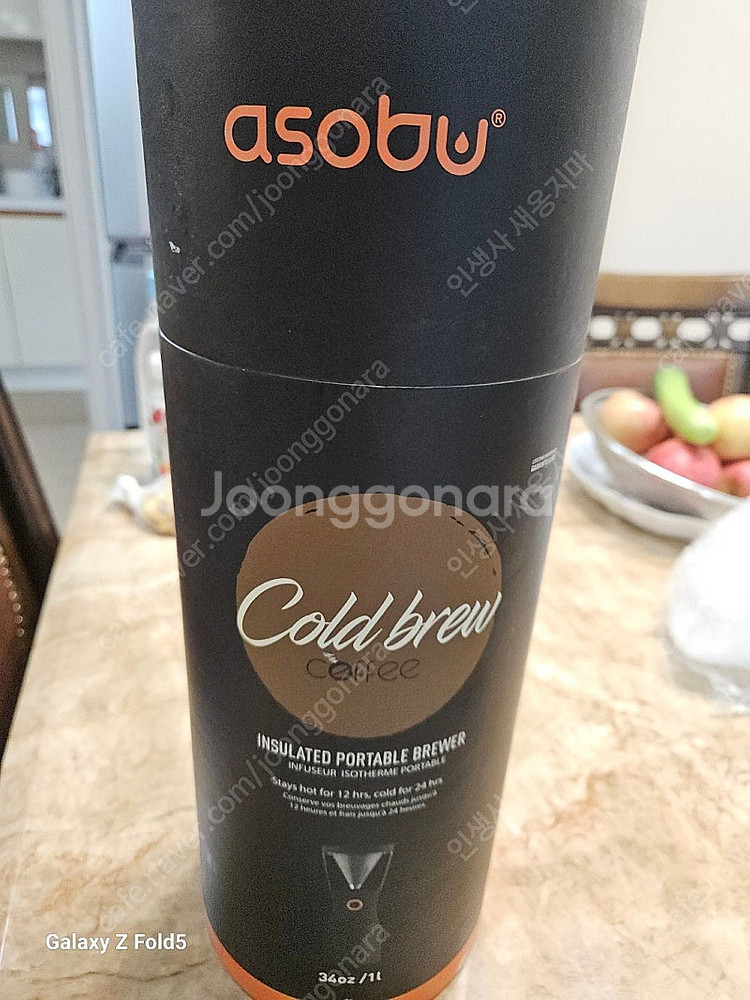 asobu®
Joonggonara
Cold brew
coffee
INSULATED PORTABLE BREWER
INFUSEUR ISOTHERME PORTABLE
Stays hot for 12 hrs, cold for 24 hrs
Conserve vos breuvages chauds jusqu'à
12 heures et frais jusqu'à 24 heures.
34oz /1l
Galaxy Z Fold5
cafe.naver.com/joonggonara
인생사 새옹지마